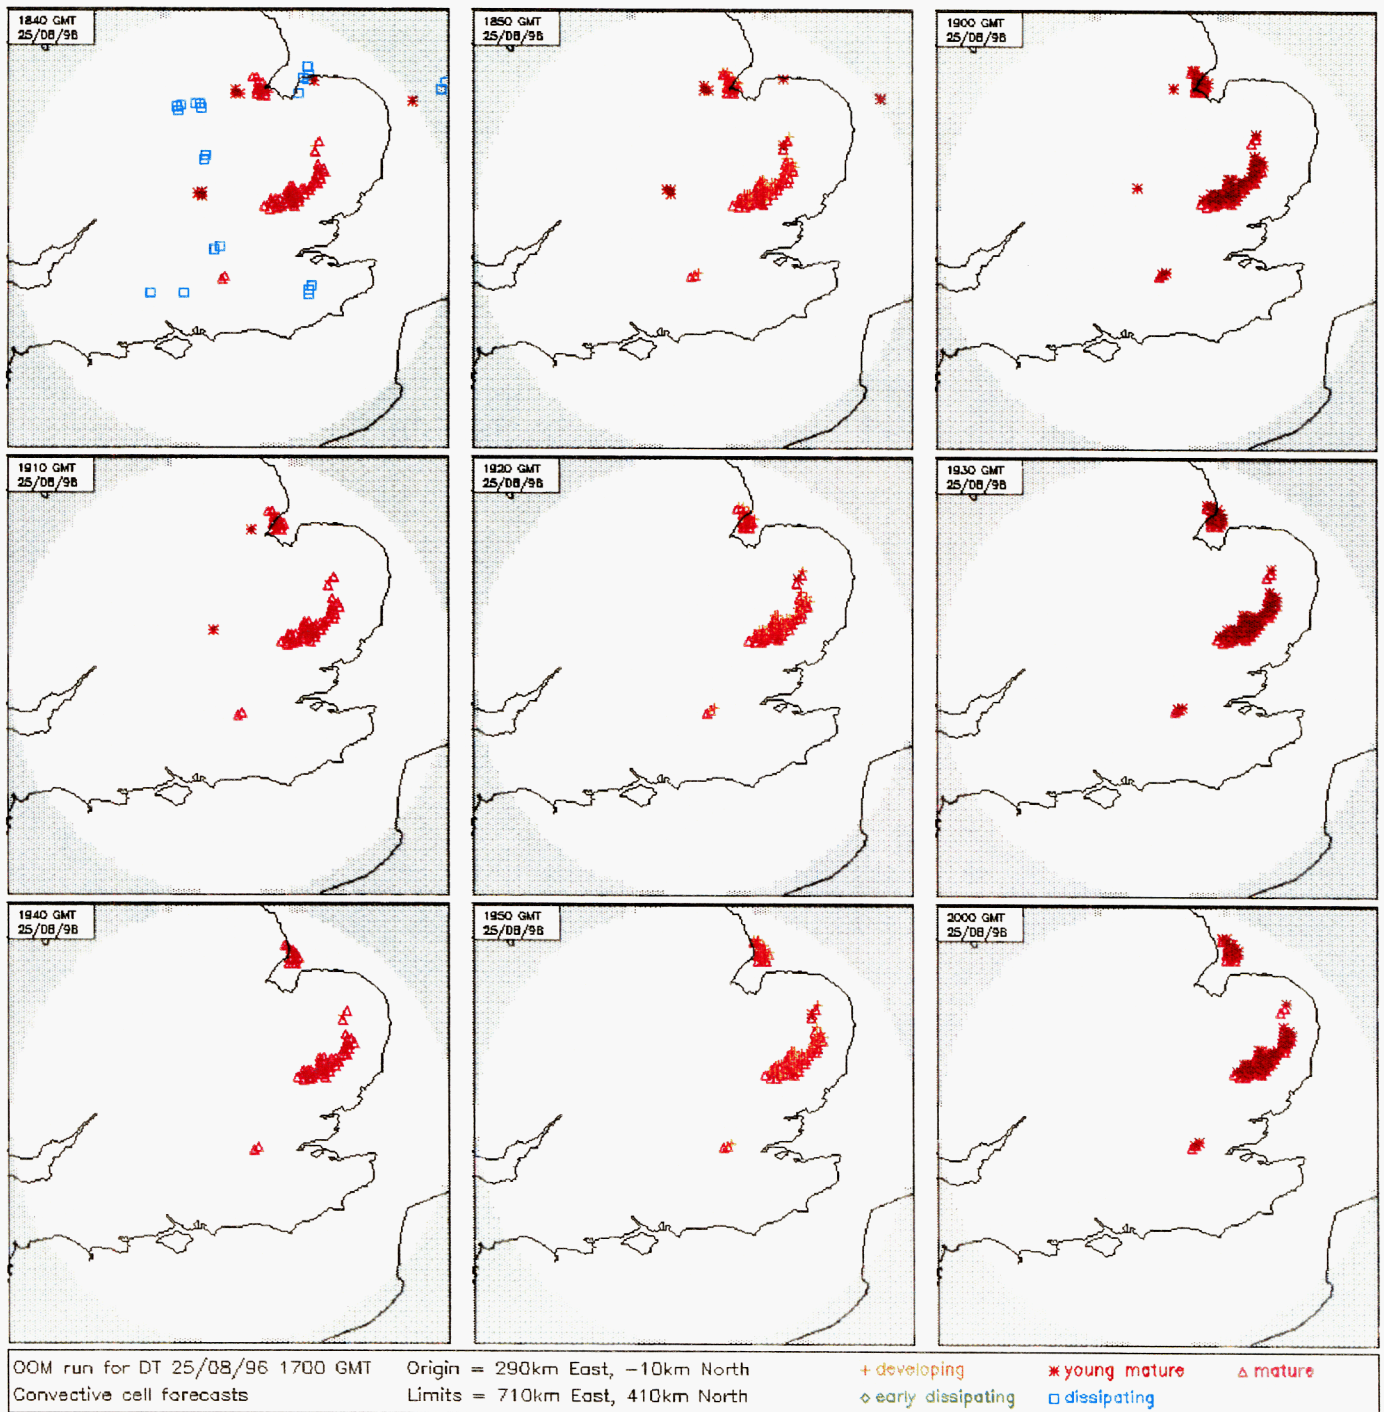 1840 GMT
25/08/96
1850 GMT
25/08/96
1900 GMT
25/08/96
1910 GMT
25/08/96
1920 GMT
25/08/96
1930 GMT
25/08/96
1940 GMT
25/08/96
1950 GMT
25/08/96
2000 GMT
25/08/96
OOM run for DT 25/08/96 1700 GMT
Convective cell forecasts
Origin = 290km East, -10km North
Limits = 710km East, 410km North
developing
young mature
mature
early dissipating
dissipating